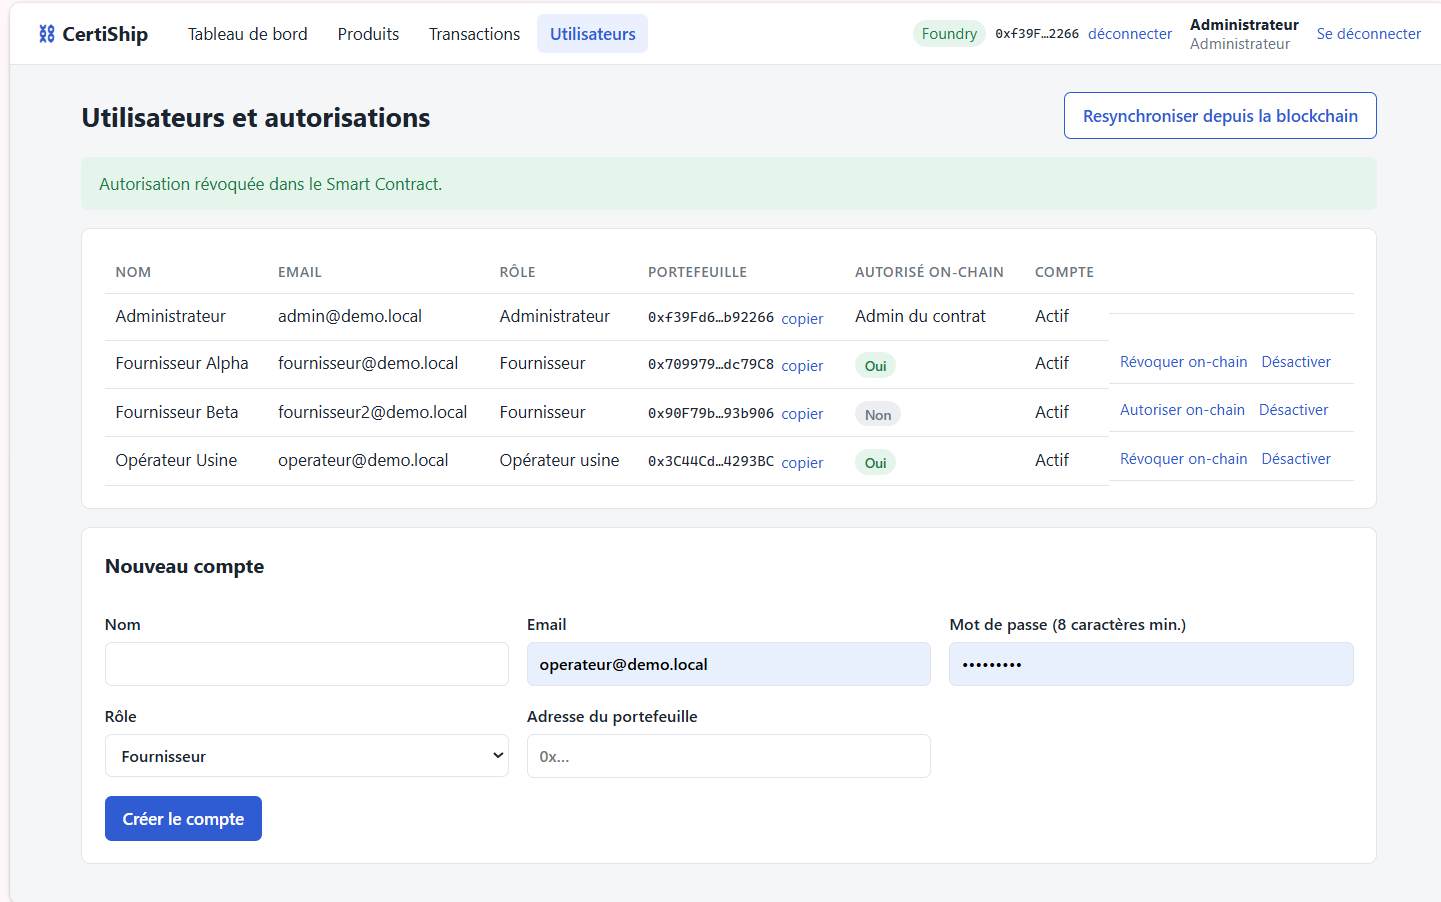 CertiShip Tableau de bord Produits Transactions Utilisateurs Foundry 0xf39F…2266 déconnecter Administrateur Se déconnecter
Administrateur
Utilisateurs et autorisations Resynchroniser depuis la blockchain
Autorisation révoquée dans le Smart Contract.
NOM EMAIL RÔLE PORTEFEUILLE AUTORISÉ ON-CHAIN COMPTE
Administrateur admin@demo.local Administrateur 0xf39Fd6…b92266 copier Admin du contrat Actif
Fournisseur Alpha fournisseur@demo.local Fournisseur 0x709979…dc79C8 copier Oui Actif Révoquer on-chain Désactiver
Fournisseur Beta fournisseur2@demo.local Fournisseur 0x90F79b…93b906 copier Non Actif Autoriser on-chain Désactiver
Opérateur Usine operateur@demo.local Opérateur usine 0x3C44Cd…4293BC copier Oui Actif Révoquer on-chain Désactiver
Nouveau compte
Nom Email Mot de passe (8 caractères min.)
operateur@demo.local •••••••••
Rôle Adresse du portefeuille
Fournisseur 0x...
Créer le compte